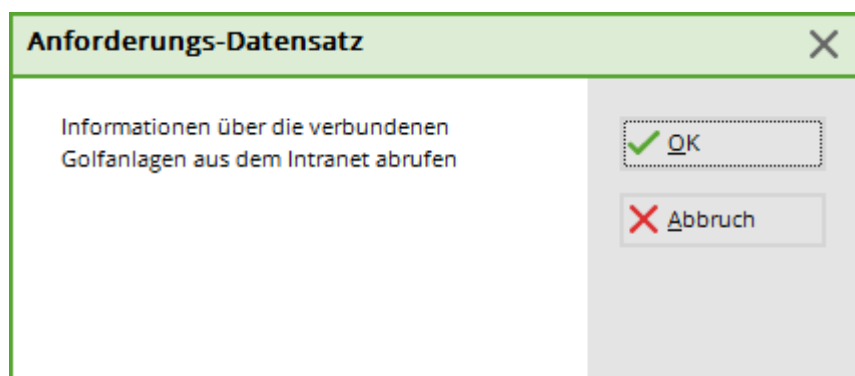 Anforderungs-Datensatz
Informationen über die verbundenen
Golfanlagen aus dem Intranet abrufen
OK
Abbruch